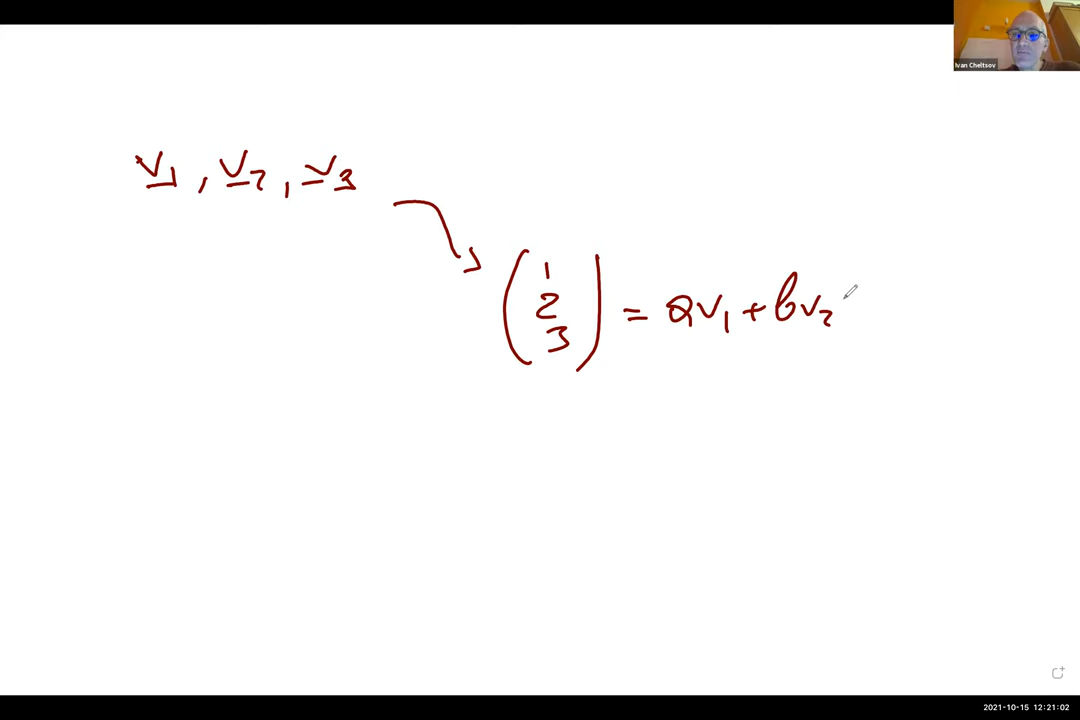 Ivan Cheltsov
v1, v2, v3
(1 2 3) = av1 + bv2
2021-10-15 12:21:02